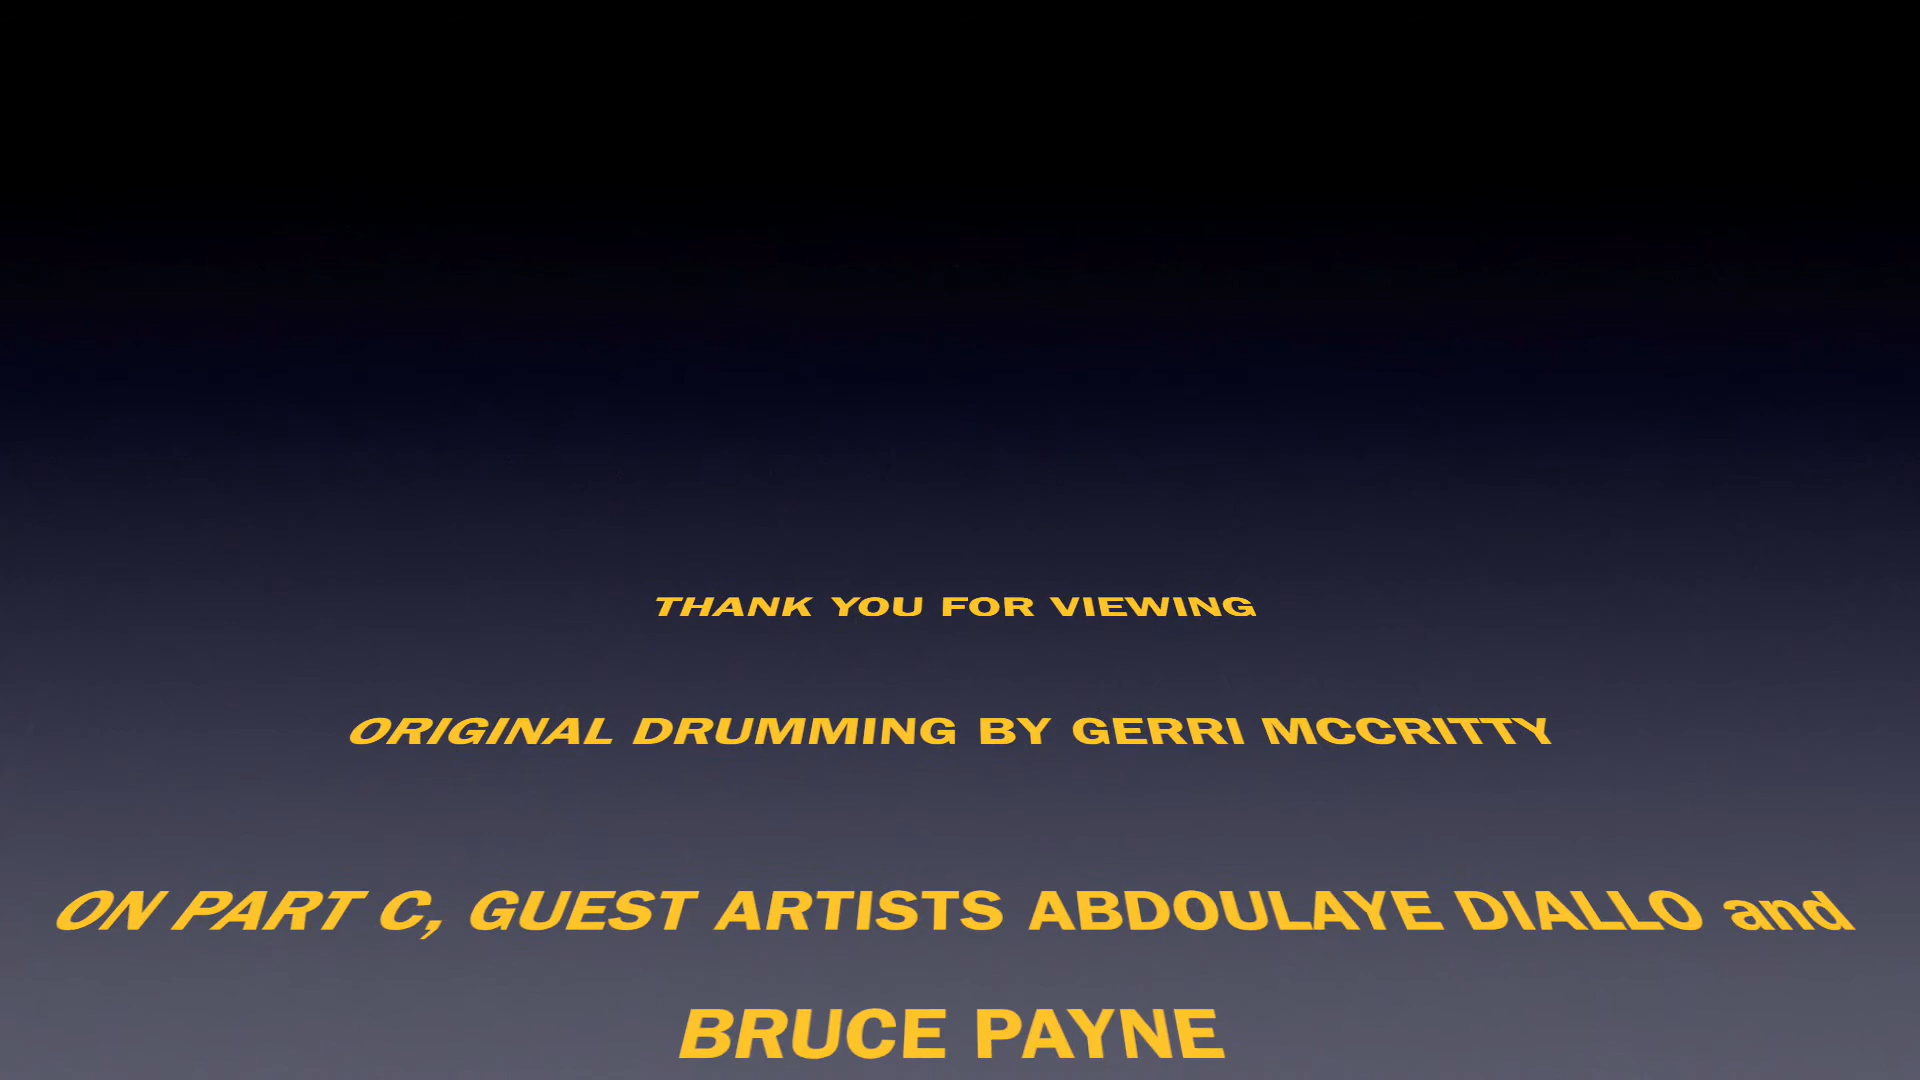 THANK YOU FOR VIEWING
ORIGINAL DRUMMING BY GERRI MCCRITTY
ON PART C, GUEST ARTISTS ABDOULAYE DIALLO and
BRUCE PAYNE